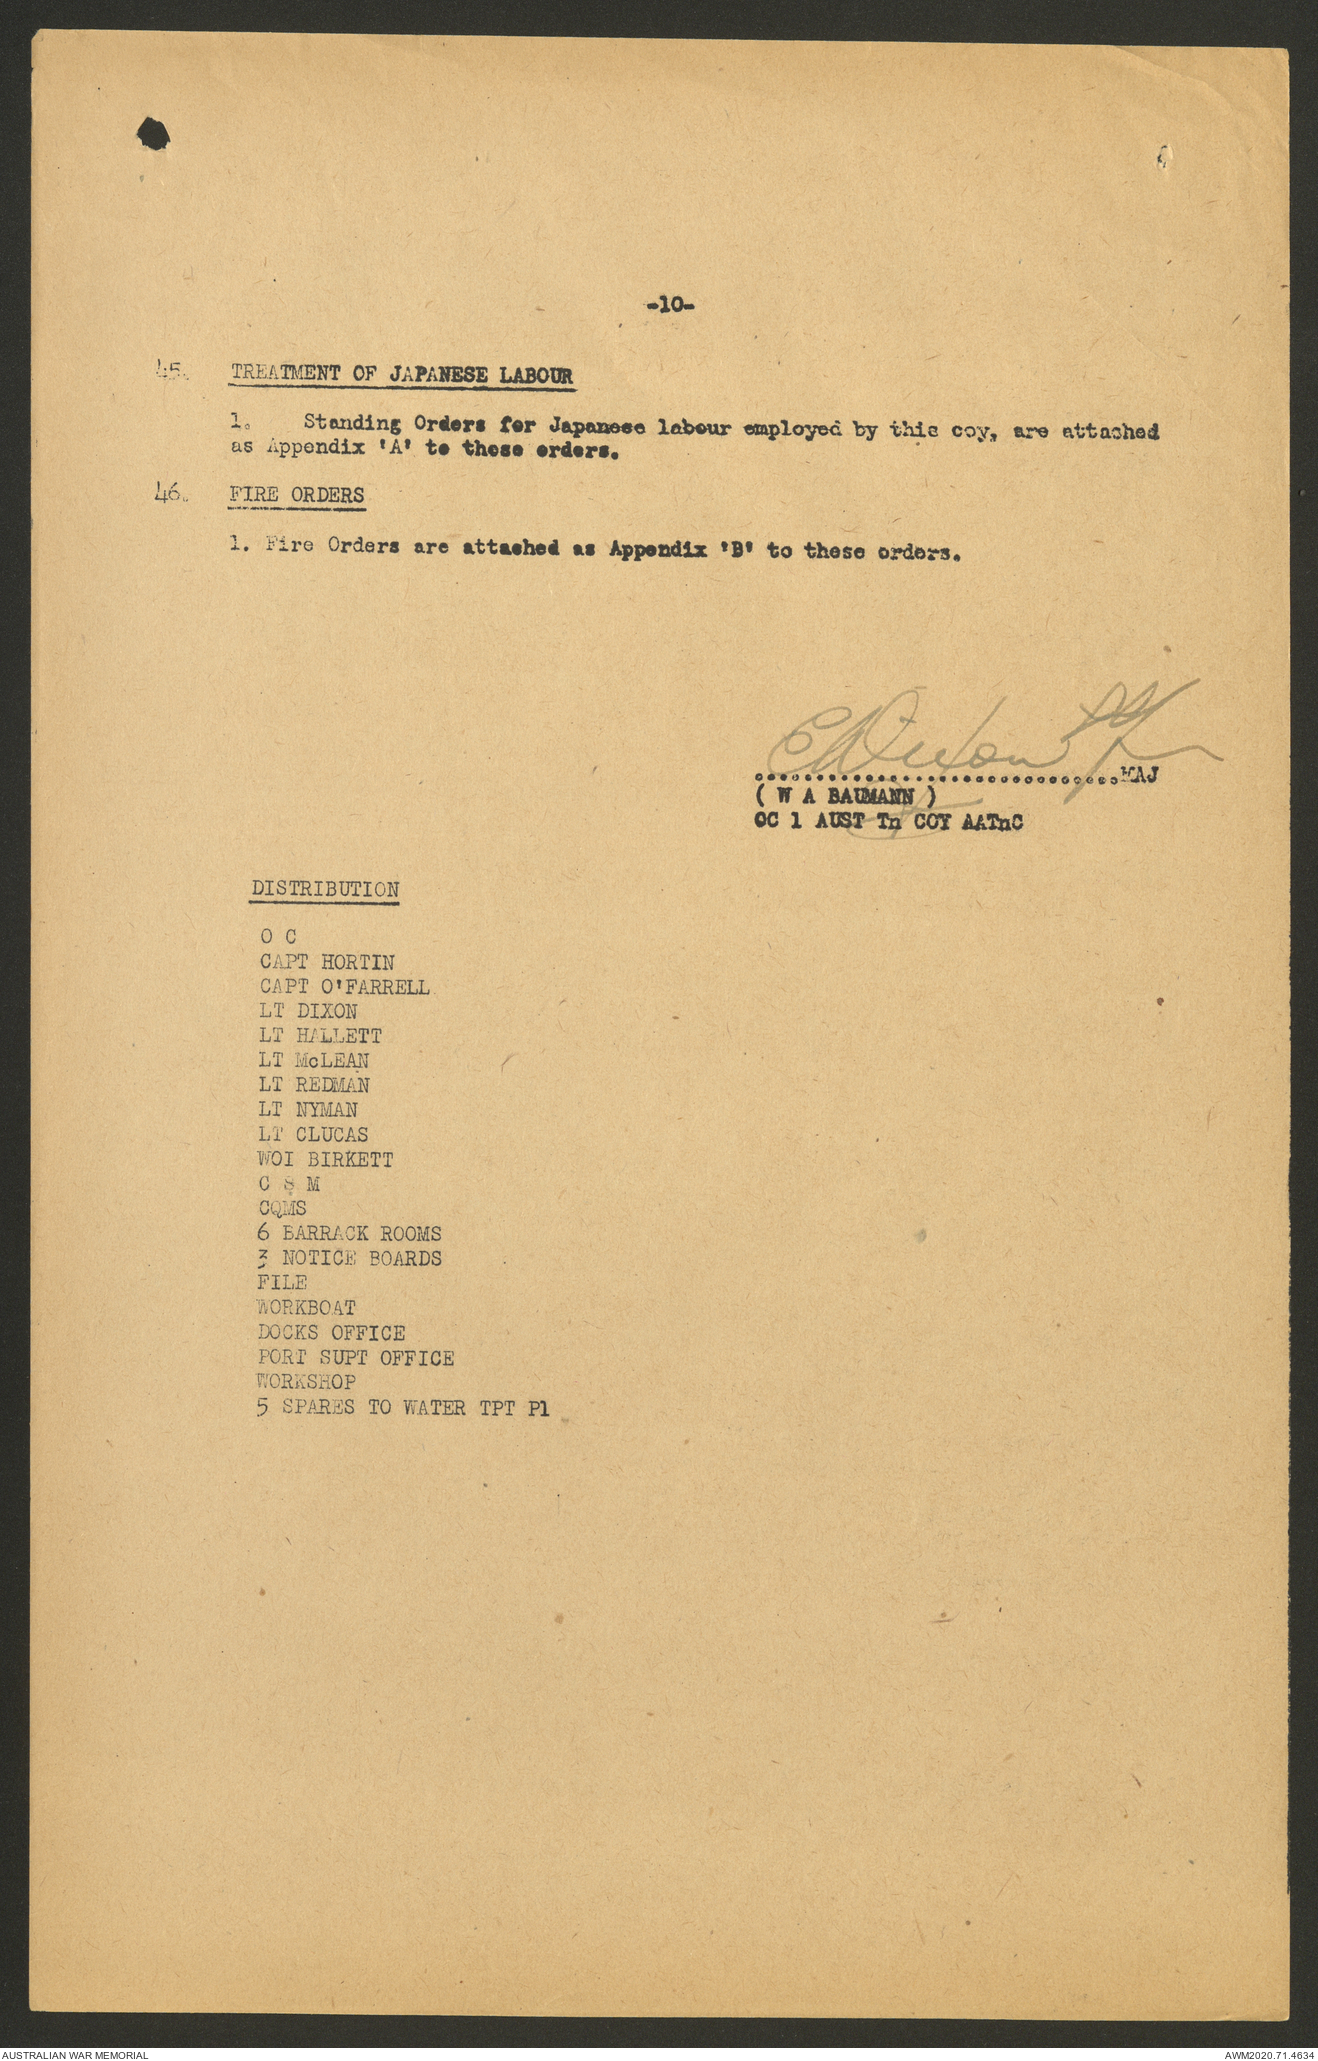 -10-
45. TREATMENT OF JAPANESE LABOUR
1. Standing Orders for Japanese labour employed by this coy, are attached
as Appendix 'A' to these orders.
46. FIRE ORDERS
1. Fire Orders are attached as Appendix 'B' to these orders.
E Dixon Lt
.............................. MAJ
( W A BAUMANN )
OC 1 AUST Tn COY AATnC
DISTRIBUTION
O C
CAPT HORTIN
CAPT O'FARRELL
LT DIXON
LT HALLETT
LT McLEAN
LT REDMAN
LT NYMAN
LT CLUCAS
WOI BIRKETT
C S M
CQMS
6 BARRACK ROOMS
3 NOTICE BOARDS
FILE
WORKBOAT
DOCKS OFFICE
PORT SUPT OFFICE
WORKSHOP
5 SPARES TO WATER TPT Pl
AUSTRALIAN WAR MEMORIAL
AWM2020.71.4634